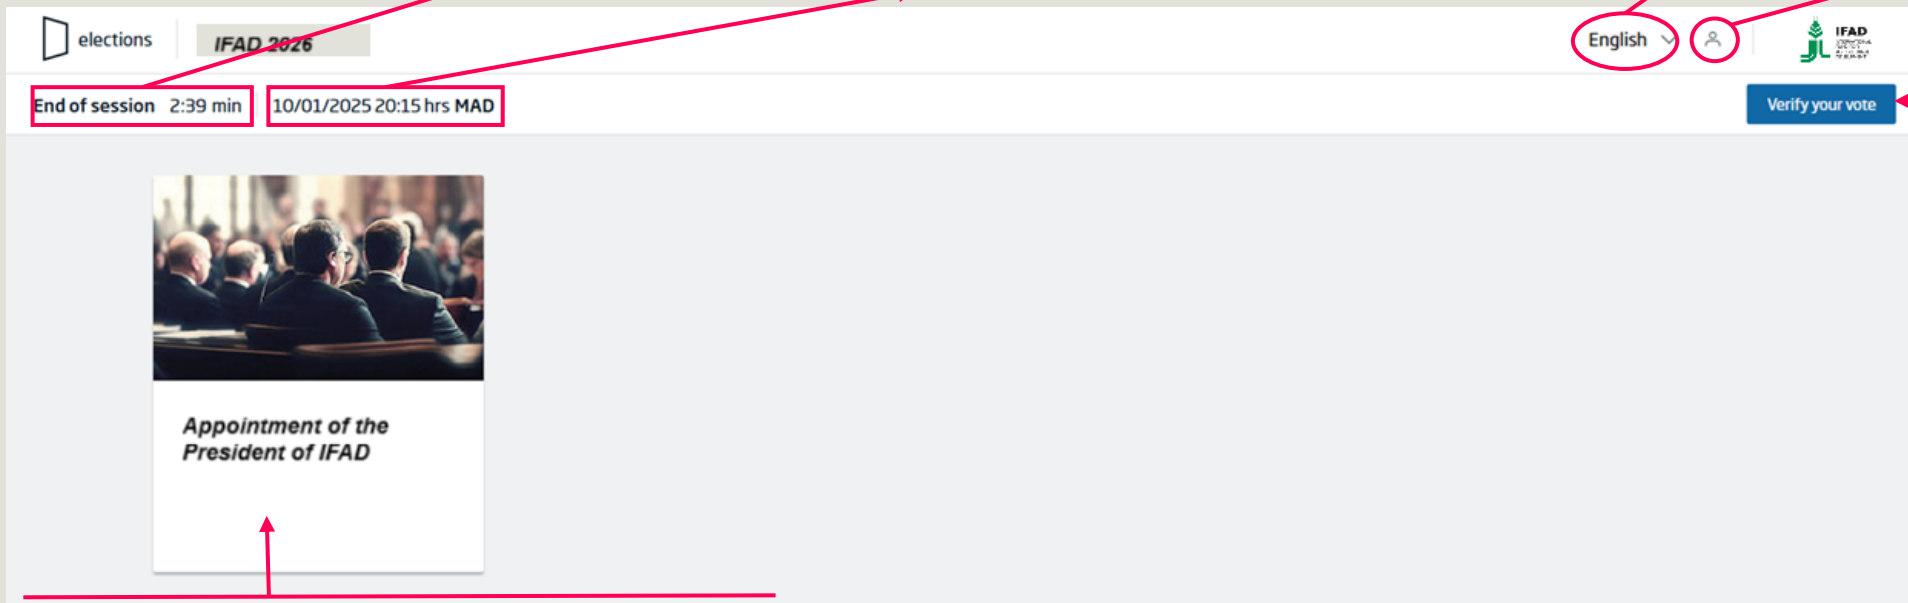 elections
IFAD 2026
English
IFAD
End of session 2:39 min
10/01/2025 20:15 hrs MAD
Verify your vote
Appointment of the
President of IFAD